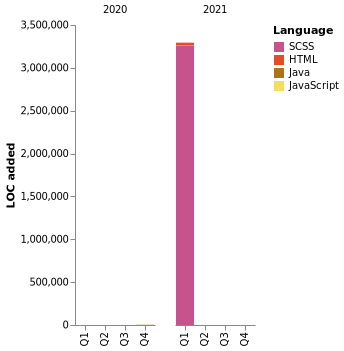 2020 2021
Language
SCSS
HTML
Java
JavaScript
LOC added
3,500,000
3,000,000
2,500,000
2,000,000
1,500,000
1,000,000
500,000
0
Q1 Q2 Q3 Q4 Q1 Q2 Q3 Q4